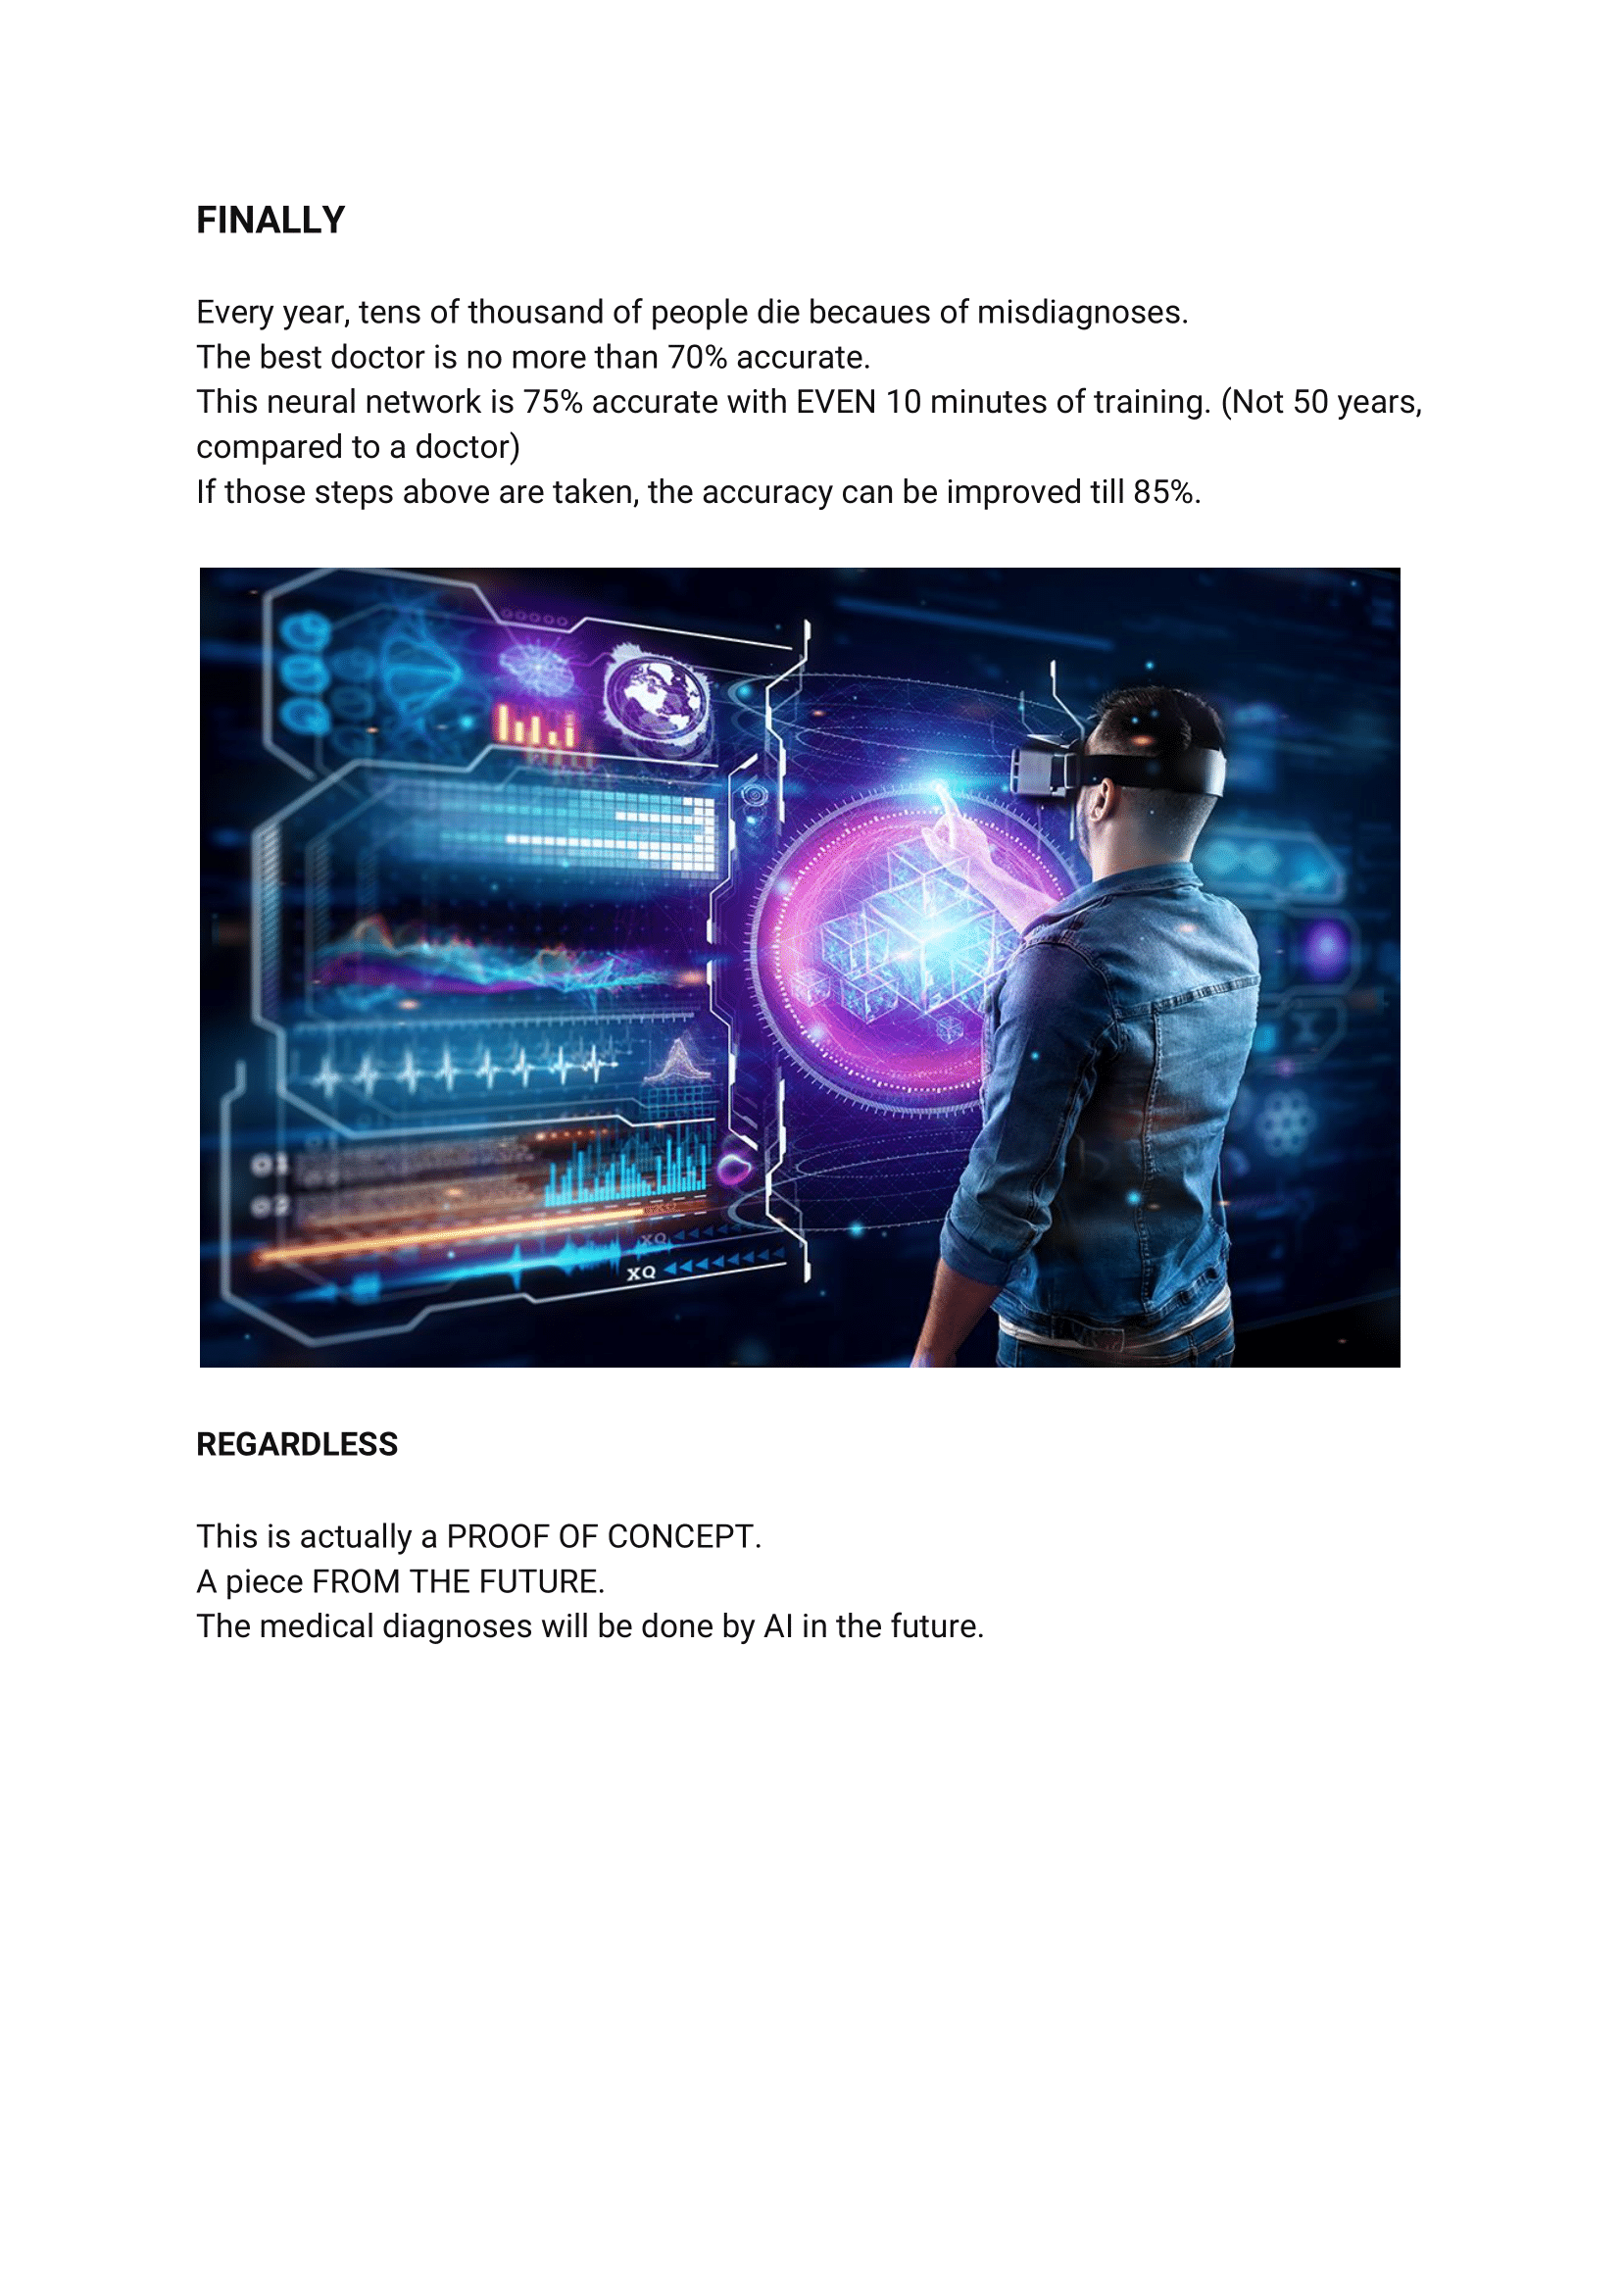 FINALLY
Every year, tens of thousand of people die becaues of misdiagnoses.
The best doctor is no more than 70% accurate.
This neural network is 75% accurate with EVEN 10 minutes of training. (Not 50 years,
compared to a doctor)
If those steps above are taken, the accuracy can be improved till 85%.
01
02
XQ
XQ
REGARDLESS
This is actually a PROOF OF CONCEPT.
A piece FROM THE FUTURE.
The medical diagnoses will be done by AI in the future.